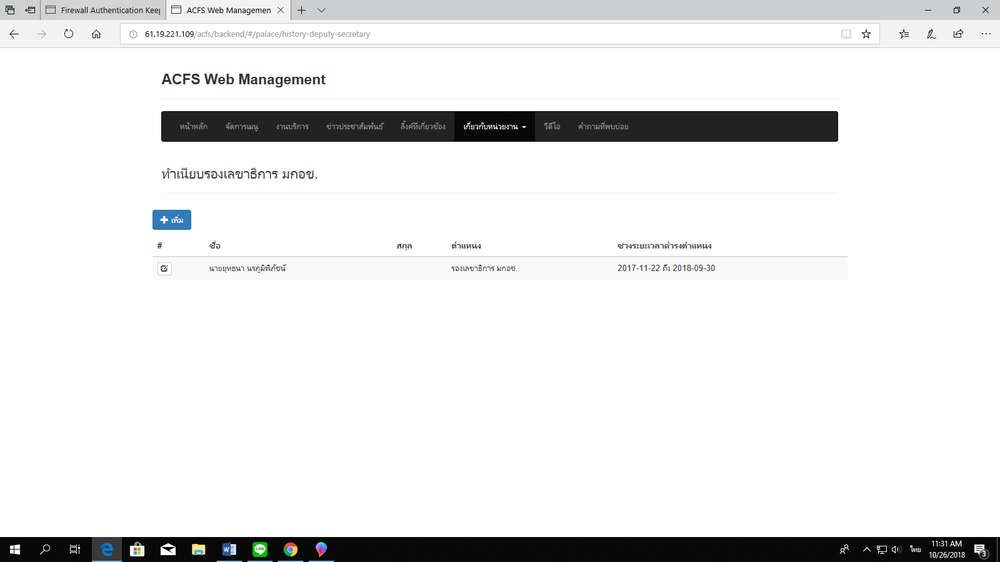 Firewall Authentication Keep
ACFS Web Managemen
61.19.221.109/acfs/backend/#/palace/history-deputy-secretary
ACFS Web Management
หน้าหลัก จัดการเมนู งานบริการ ข่าวประชาสัมพันธ์ ลิ้งค์ที่เกี่ยวข้อง เกี่ยวกับหน่วยงาน วีดีโอ คำถามที่พบบ่อย
ทำเนียบรองเลขาธิการ มกอช.
เพิ่ม
# ชื่อ สกุล ตำแหน่ง ช่วงระยะเวลาดำรงตำแหน่ง
นายยุทธนา นรภูมิพิภัชน์ รองเลขาธิการ มกอช. 2017-11-22 ถึง 2018-09-30
ไทย
11:31 AM
10/26/2018
3